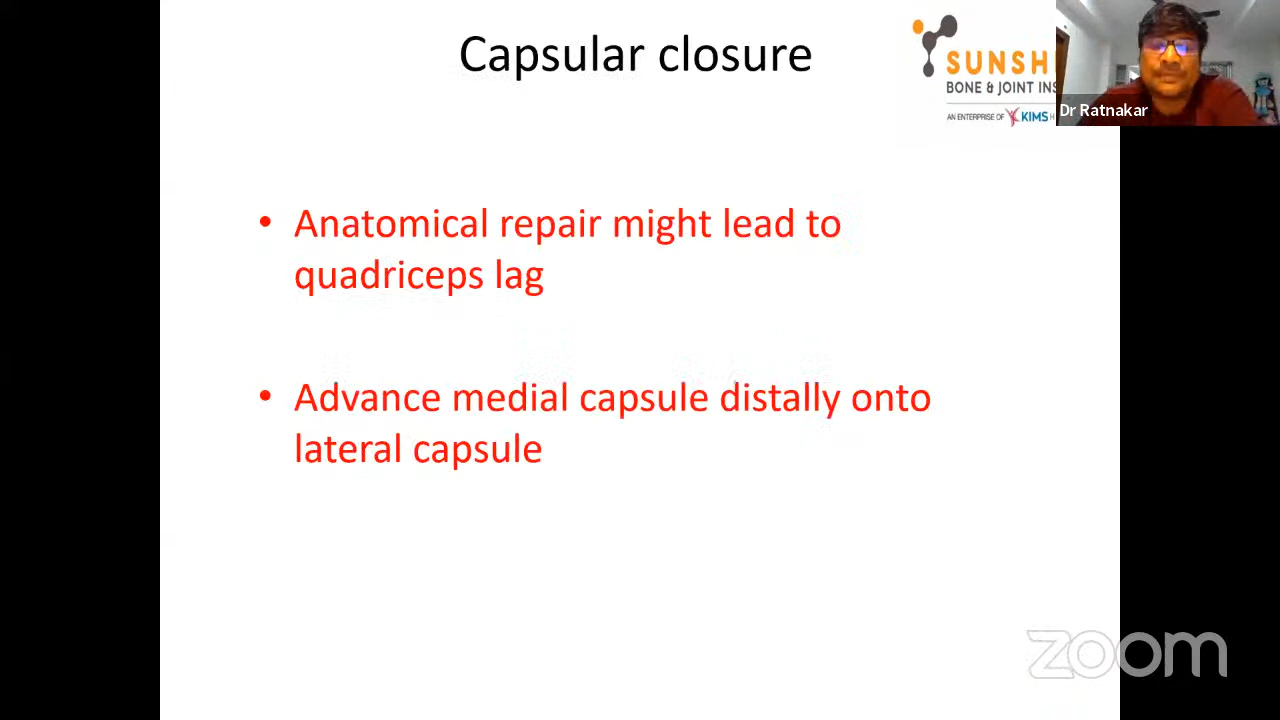 Capsular closure
SUNSH
BONE & JOINT INS
AN ENTERPRISE OF KIMS H
Dr Ratnakar
• Anatomical repair might lead to
quadriceps lag
• Advance medial capsule distally onto
lateral capsule
zoom